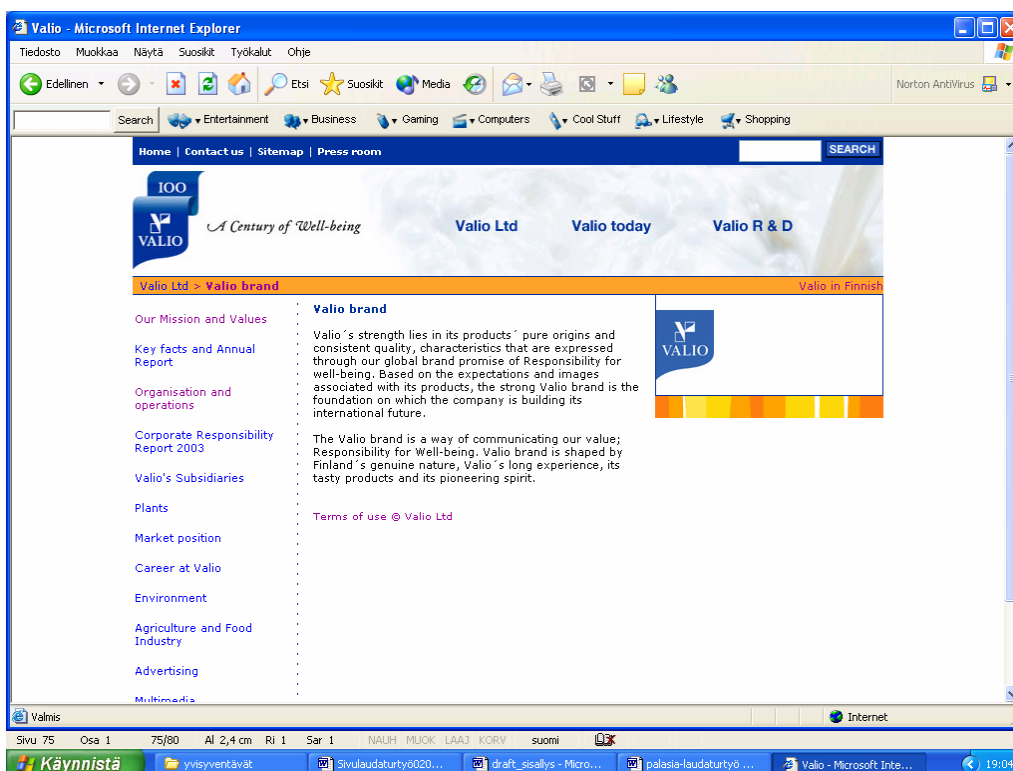 Valio - Microsoft Internet Explorer
Tiedosto Muokkaa Näytä Suosikit Työkalut Ohje
Edellinen Etsi Suosikit Media Norton AntiVirus
Search Entertainment Business Gaming Computers Cool Stuff Lifestyle Shopping
Home | Contact us | Sitemap | Press room SEARCH
100
VALIO
A Century of Well-being
Valio Ltd Valio today Valio R & D
Valio Ltd > Valio brand Valio in Finnish
Our Mission and Values
Key facts and Annual
Report
Organisation and
operations
Corporate Responsibility
Report 2003
Valio's Subsidiaries
Plants
Market position
Career at Valio
Environment
Agriculture and Food
Industry
Advertising
Multimedia
Valio brand
Valio´s strength lies in its products´ pure origins and
consistent quality, characteristics that are expressed
through our global brand promise of Responsibility for
well-being. Based on the expectations and images
associated with its products, the strong Valio brand is the
foundation on which the company is building its
international future.
The Valio brand is a way of communicating our value;
Responsibility for Well-being. Valio brand is shaped by
Finland´s genuine nature, Valio´s long experience, its
tasty products and its pioneering spirit.
Terms of use © Valio Ltd
VALIO
Valmis Internet
Sivu 75 Osa 1 75/80 Al 2,4 cm Ri 1 Sar 1 NAUH MUOK LAAJ KORV suomi
Käynnistä yvisyventävät Sivulaudaturtyö020... draft_sisallys - Micro... palasia-laudaturtyö ... Valio - Microsoft Inte... 19:04